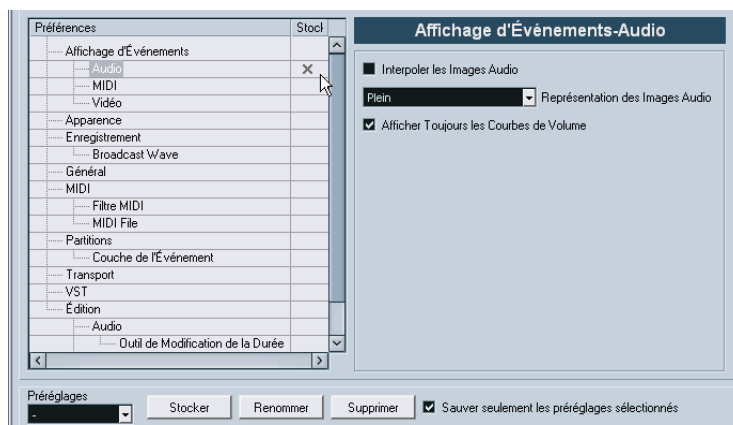 Préférences Stocl
Affichage d'Événements
Audio
MIDI
Vidéo
Apparence
Enregistrement
Broadcast Wave
Général
MIDI
Filtre MIDI
MIDI File
Partitions
Couche de l'Événement
Transport
VST
Édition
Audio
Outil de Modification de la Durée
Affichage d'Événements-Audio
Interpoler les Images Audio
Plein Représentation des Images Audio
Afficher Toujours les Courbes de Volume
Préréglages
-
Stocker Renommer Supprimer Sauver seulement les préréglages sélectionnés